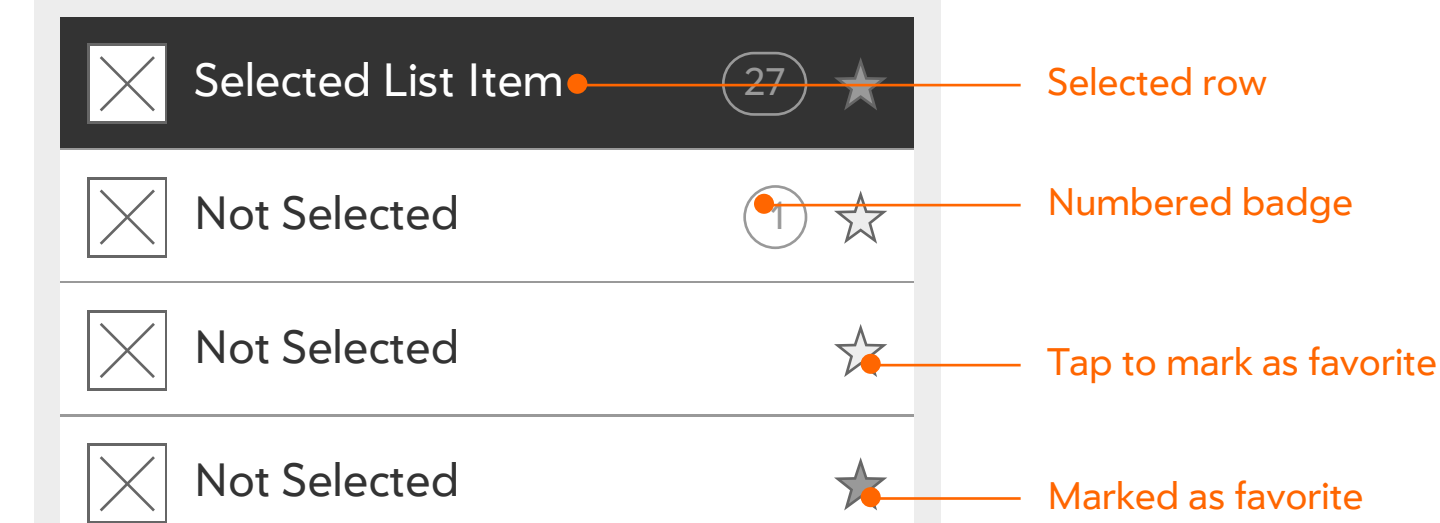 Selected List Item 27 Selected row
Not Selected 1 Numbered badge
Not Selected Tap to mark as favorite
Not Selected Marked as favorite